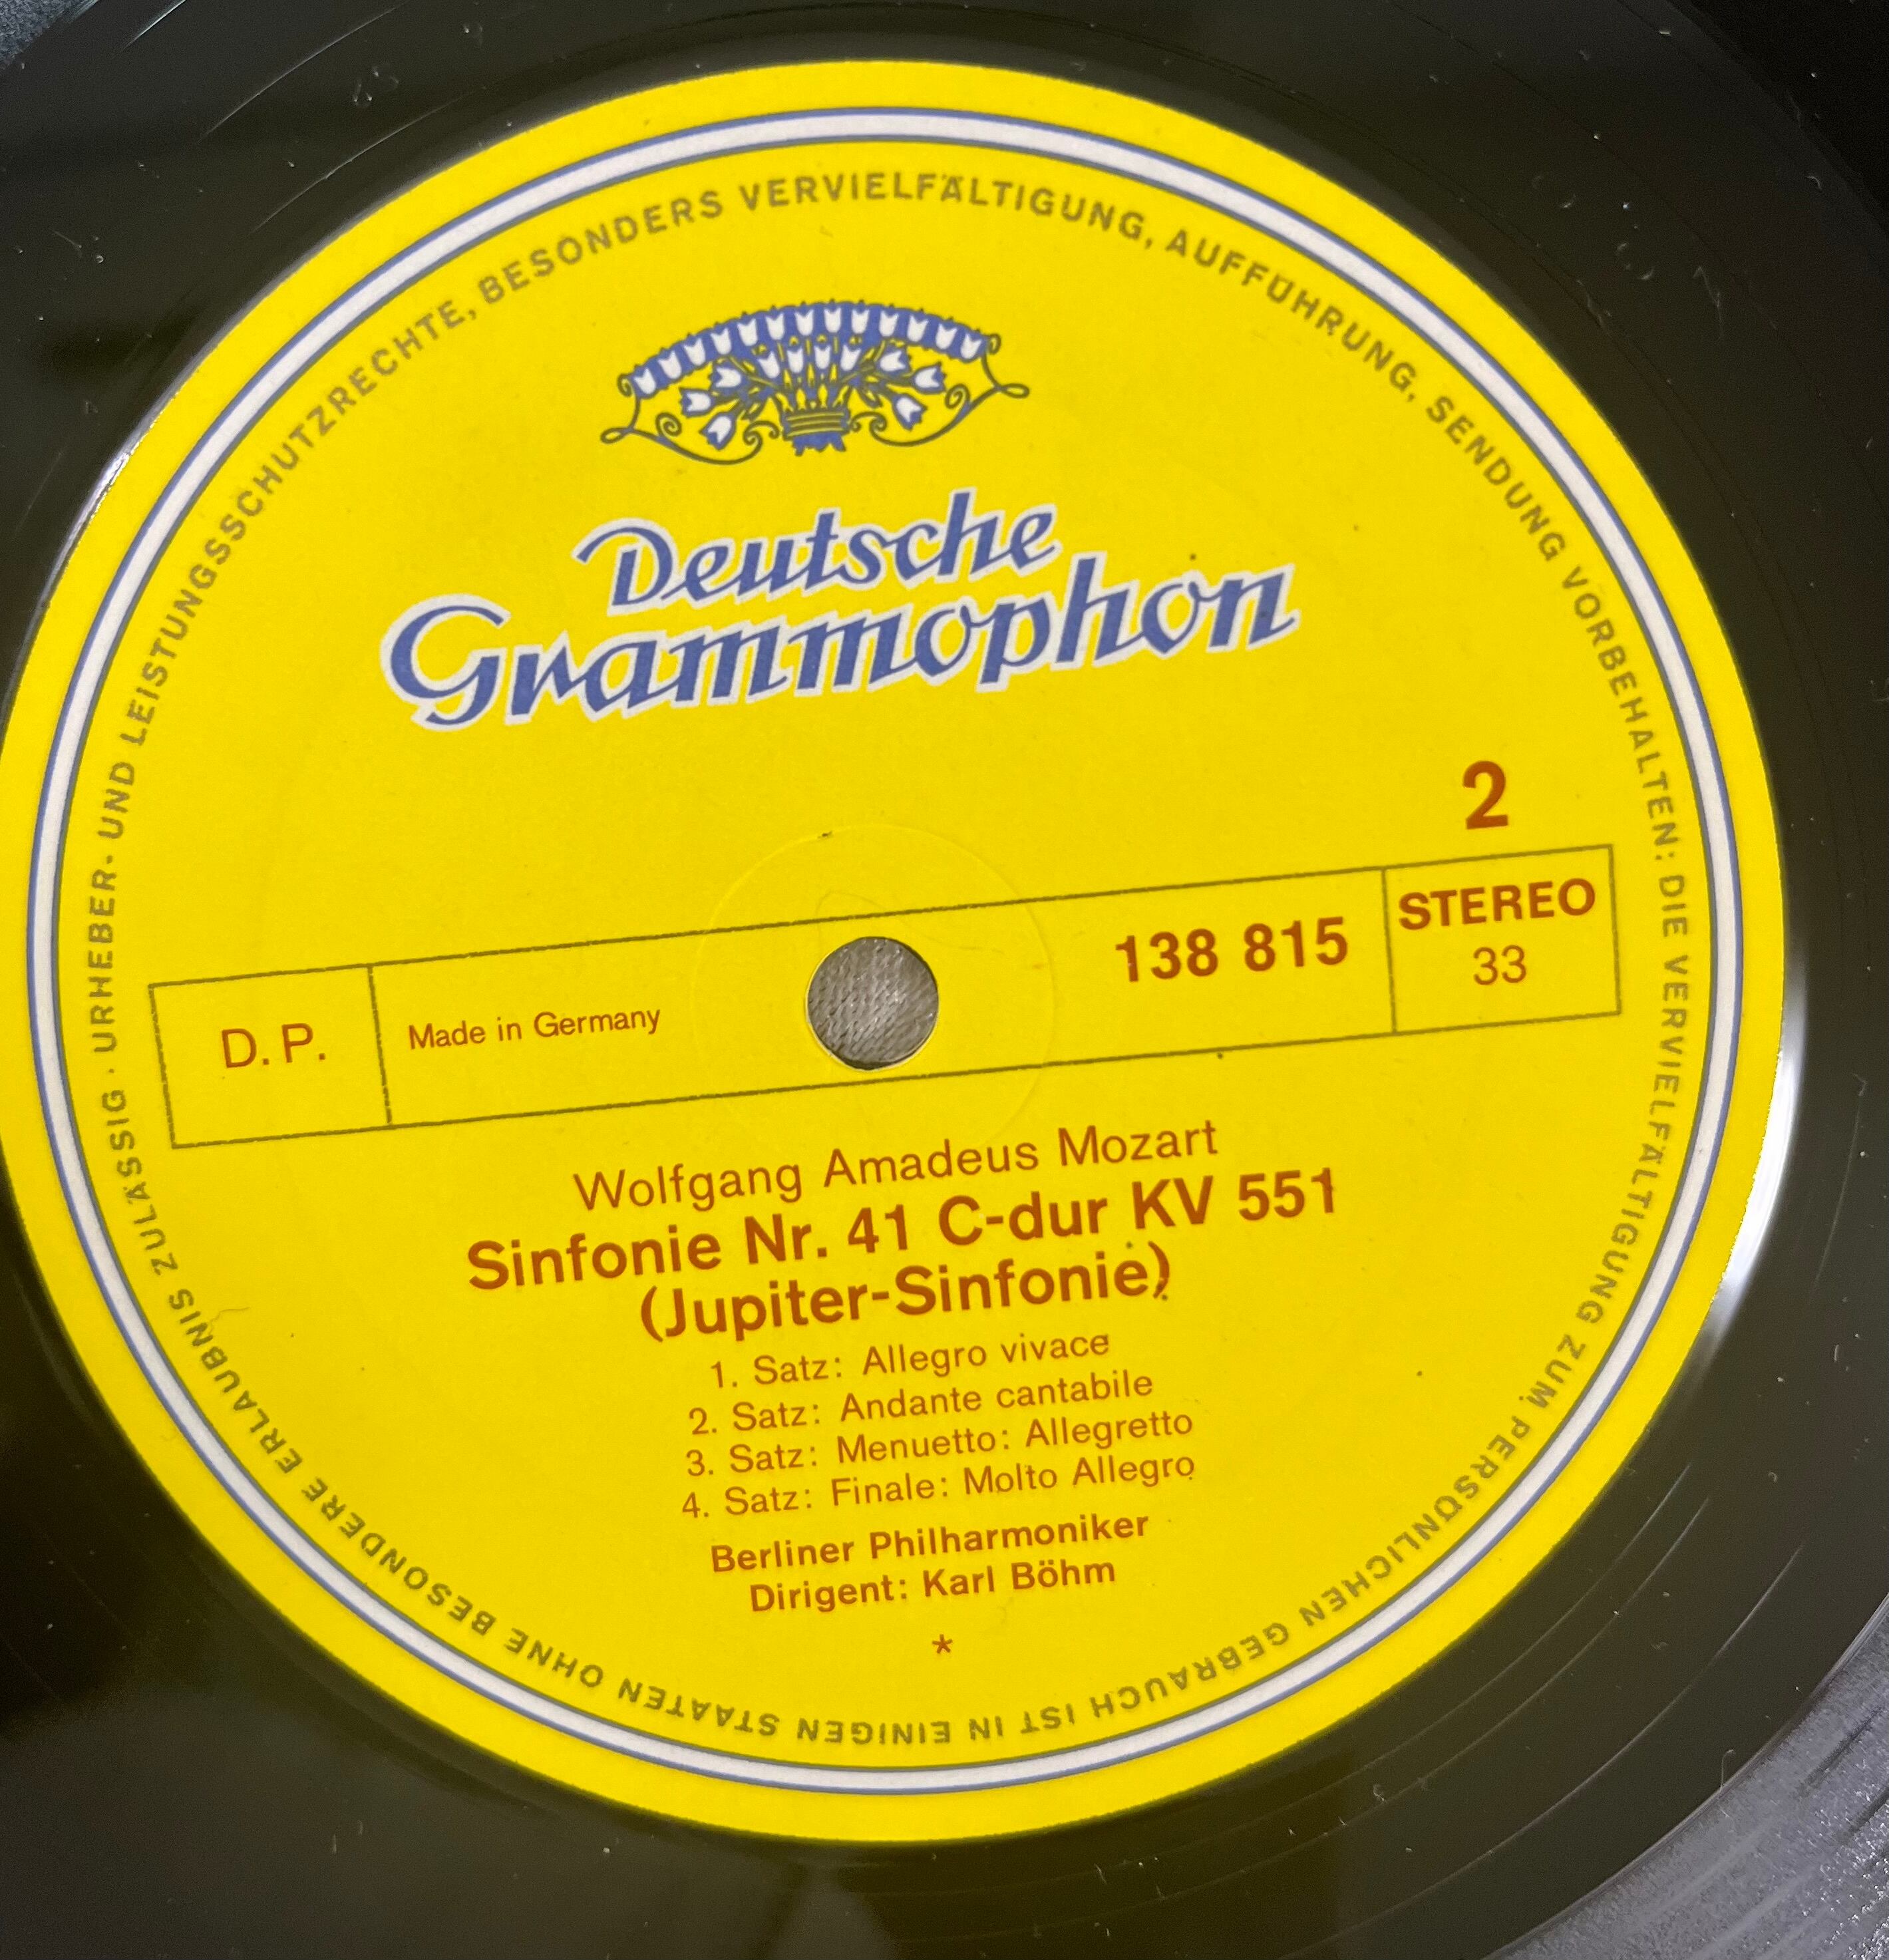 URHEBER- UND LEISTUNGSSCHUTZRECHTE, BESONDERS VERVIELFÄLTIGUNG, AUFFÜHRUNG, SENDUNG VORBEHALTEN: DIE VERVIELFÄLTIGUNG ZUM PERSÖNLICHEN GEBRAUCH IST IN EINIGEN STAATEN OHNE BESONDERE ERLAUBNIS ZULÄSSIG ·
Deutsche
Grammophon
2
D. P.
Made in Germany
138 815
STEREO
33
Wolfgang Amadeus Mozart
Sinfonie Nr. 41 C-dur KV 551
(Jupiter-Sinfonie)
1. Satz: Allegro vivace
2. Satz: Andante cantabile
3. Satz: Menuetto: Allegretto
4. Satz: Finale: Molto Allegro
Berliner Philharmoniker
Dirigent: Karl Böhm
*